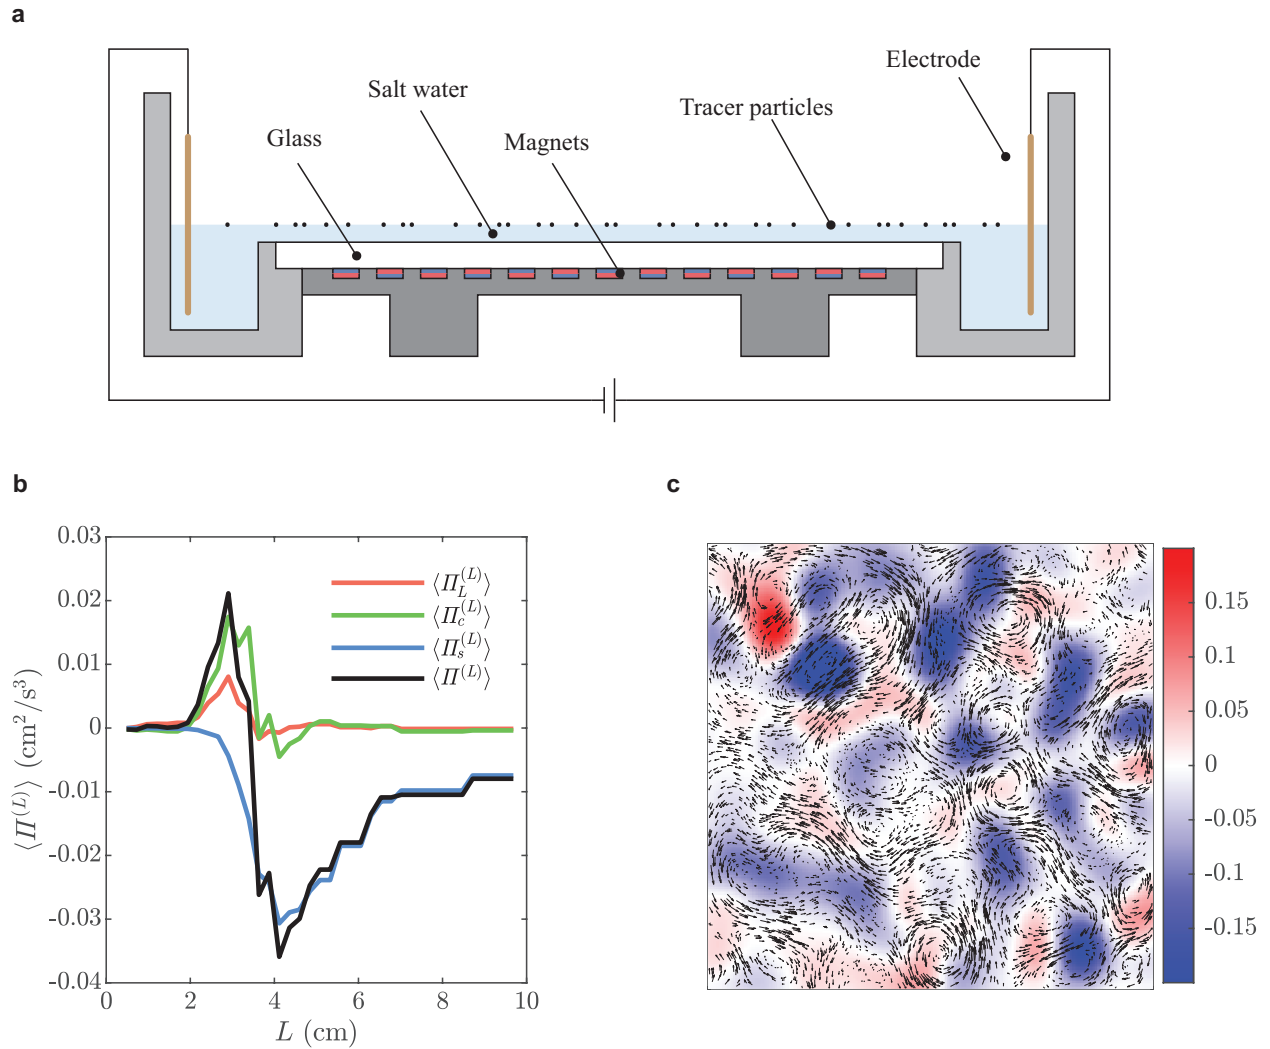 a
Electrode
Salt water
Tracer particles
Glass
Magnets
b
c
0.03
0.02
0.01
0
-0.01
-0.02
-0.03
-0.04
⟨Π^(L)⟩ (cm²/s³)
⟨Π_L^(L)⟩
⟨Π_c^(L)⟩
⟨Π_s^(L)⟩
⟨Π^(L)⟩
0 2 4 6 8 10
L (cm)
0.15
0.1
0.05
0
-0.05
-0.1
-0.15